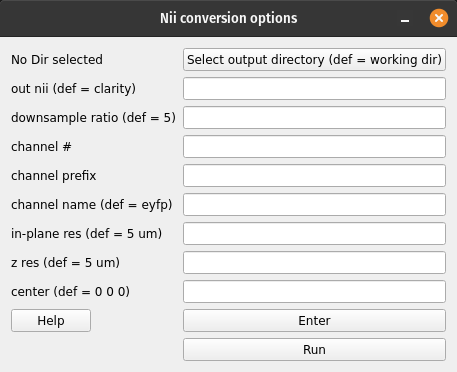 Nii conversion options
No Dir selected
Select output directory (def = working dir)
out nii (def = clarity)
downsample ratio (def = 5)
channel #
channel prefix
channel name (def = eyfp)
in-plane res (def = 5 um)
z res (def = 5 um)
center (def = 0 0 0)
Help
Enter
Run